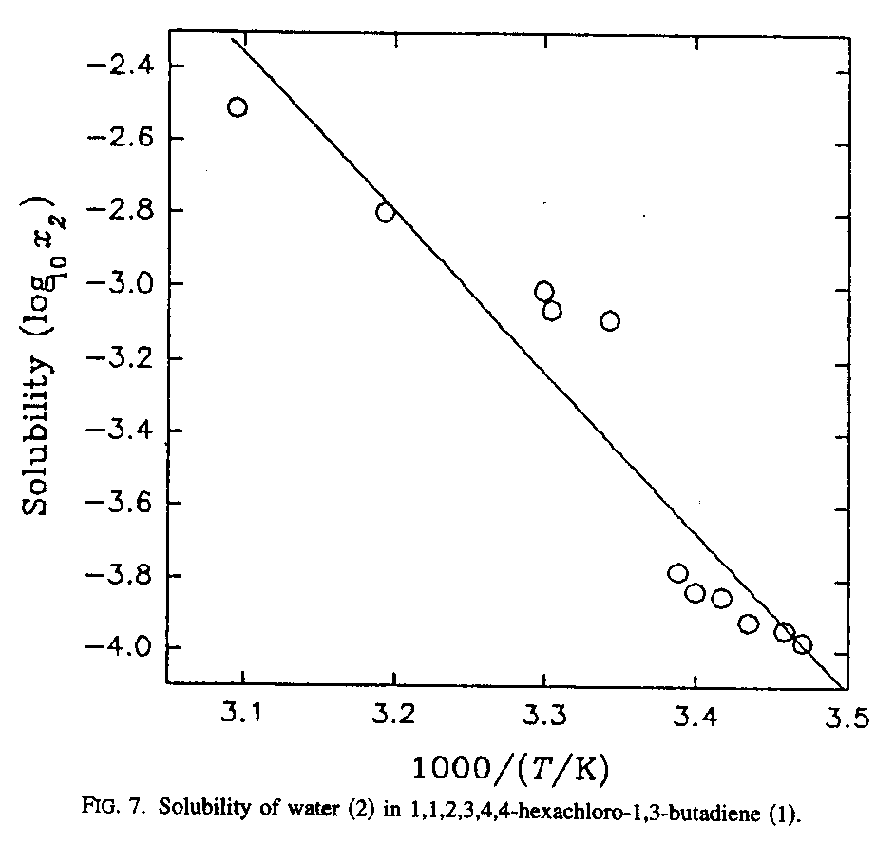 −2.4
−2.6
−2.8
−3.0
−3.2
−3.4
−3.6
−3.8
−4.0
Solubility (log₁₀ x₂)
3.1 3.2 3.3 3.4 3.5
1000/(T/K)
FIG. 7. Solubility of water (2) in 1,1,2,3,4,4-hexachloro-1,3-butadiene (1).